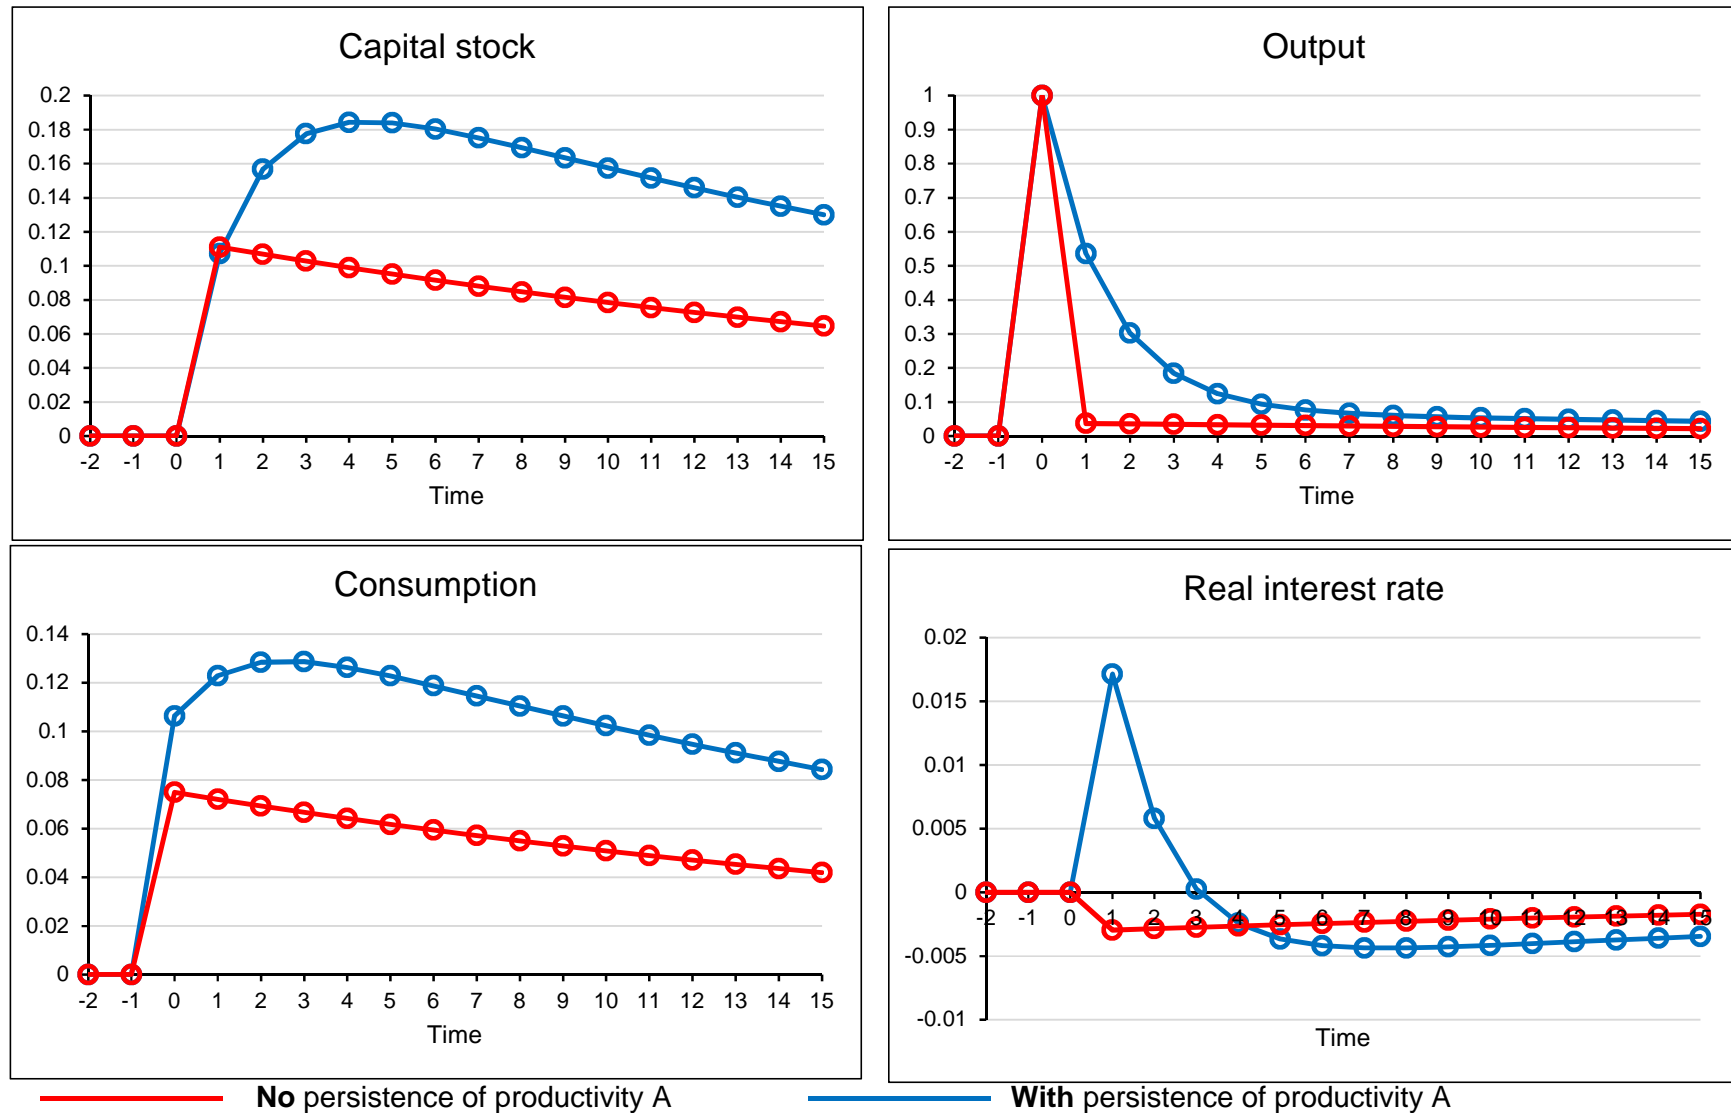 Capital stock
0.2
0.18
0.16
0.14
0.12
0.1
0.08
0.06
0.04
0.02
0
-2 -1 0 1 2 3 4 5 6 7 8 9 10 11 12 13 14 15
Time
Output
1
0.9
0.8
0.7
0.6
0.5
0.4
0.3
0.2
0.1
0
-2 -1 0 1 2 3 4 5 6 7 8 9 10 11 12 13 14 15
Time
Consumption
0.14
0.12
0.1
0.08
0.06
0.04
0.02
0
-2 -1 0 1 2 3 4 5 6 7 8 9 10 11 12 13 14 15
Time
Real interest rate
0.02
0.015
0.01
0.005
0
-2 -1 0 1 2 3 4 5 6 7 8 9 10 11 12 13 14 15
-0.005
-0.01
Time
No persistence of productivity A
With persistence of productivity A